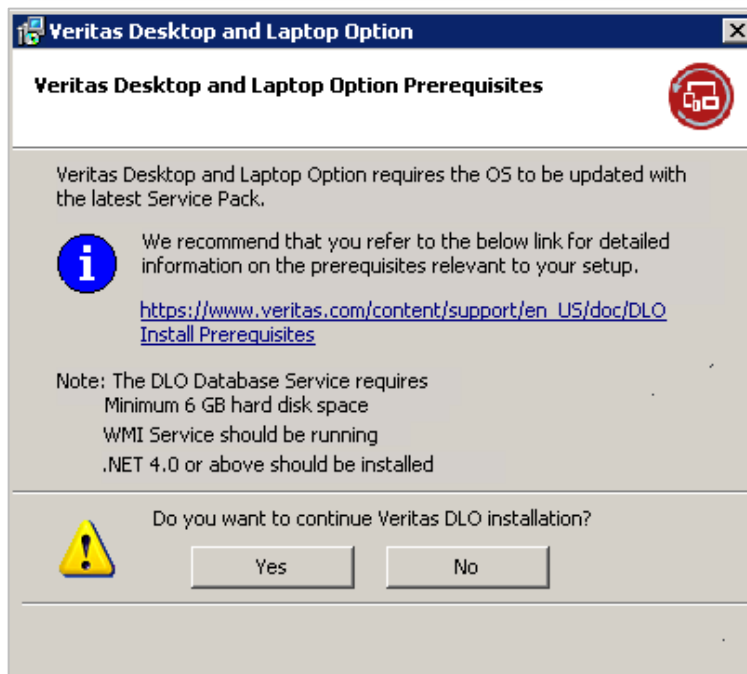 Veritas Desktop and Laptop Option
Veritas Desktop and Laptop Option Prerequisites
Veritas Desktop and Laptop Option requires the OS to be updated with
the latest Service Pack.
We recommend that you refer to the below link for detailed
information on the prerequisites relevant to your setup.
https://www.veritas.com/content/support/en_US/doc/DLO
Install Prerequisites
Note: The DLO Database Service requires
Minimum 6 GB hard disk space
WMI Service should be running
.NET 4.0 or above should be installed
Do you want to continue Veritas DLO installation?
Yes No